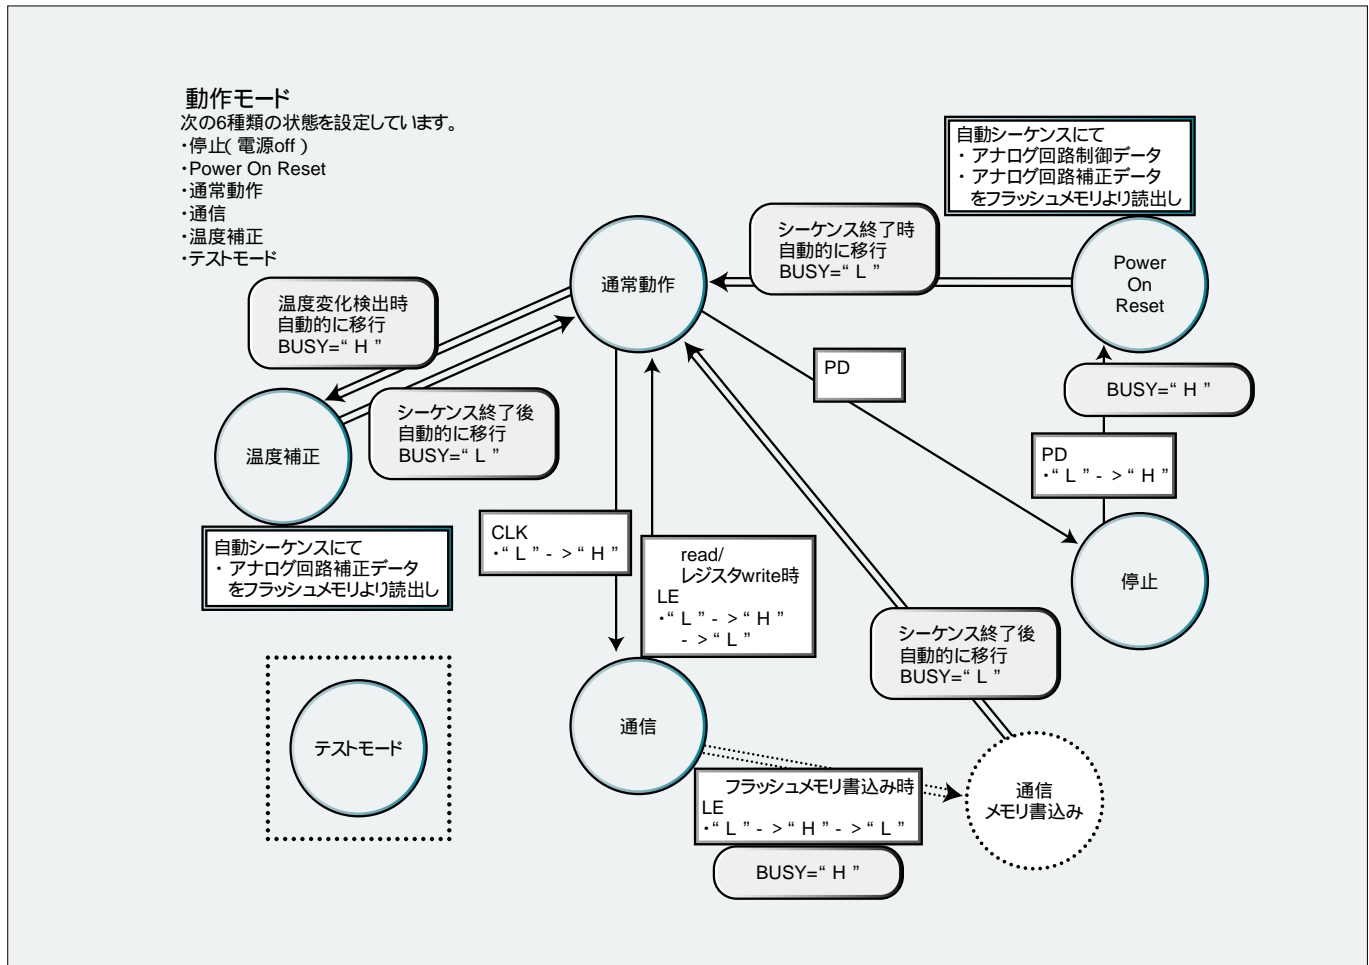 動作モード
次の6種類の状態を設定しています。
・停止(電源off)
・Power On Reset
・通常動作
・通信
・温度補正
・テストモード
自動シーケンスにて
・アナログ回路制御データ
・アナログ回路補正データ
をフラッシュメモリより読出し
シーケンス終了時
自動的に移行
BUSY=“ L ”
通常動作
Power
On
Reset
温度変化検出時
自動的に移行
BUSY=“ H ”
PD
BUSY=“ H ”
シーケンス終了後
自動的に移行
BUSY=“ L ”
温度補正
PD
・“ L ” - > “ H ”
CLK
・“ L ” - > “ H ”
read/
レジスタwrite時
LE
・“ L ” - > “ H ”
- > “ L ”
自動シーケンスにて
・アナログ回路補正データ
をフラッシュメモリより読出し
停止
シーケンス終了後
自動的に移行
BUSY=“ L ”
テストモード
通信
フラッシュメモリ書込み時
LE
・“ L ” - > “ H ” - > “ L ”
通信
メモリ書込み
BUSY=“ H ”